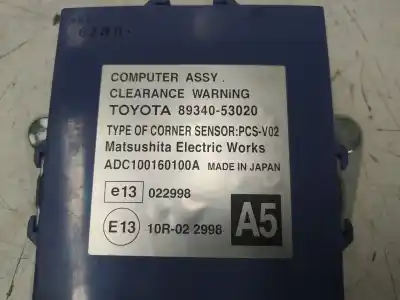 COMPUTER ASSY.
CLEARANCE WARNiNG
TOYOTA 89340-53020
TYPE OF CORNER SENSOR:PCS-V02
Matsushita Electric Works
ADC100160100A MADE IN JAPAN
e13 022998
E13 10R-02 2998
A5